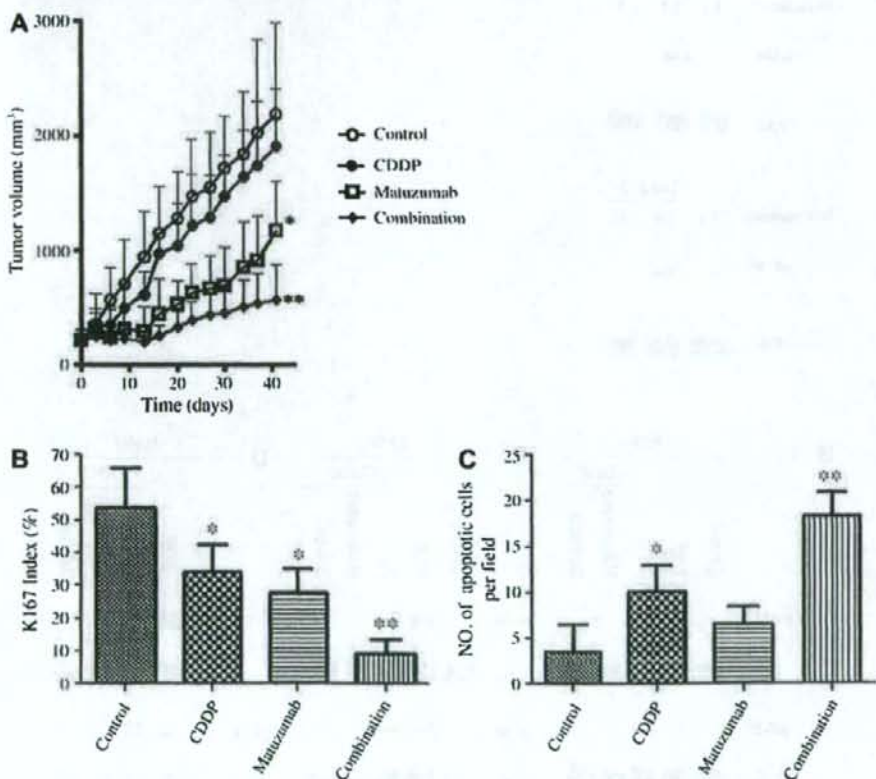 A
3000
2000
1000
0
Tumor volume (mm³)
0 10 20 30 40
Time (days)
Control
CDDP
Matuzumab
Combination
*
**
B
70
60
50
40
30
20
10
0
K167 Index (%)
*
*
**
Control
CDDP
Matuzumab
Combination
C
25
20
15
10
5
0
NO. of apoptotic cells
per field
*
**
Control
CDDP
Matuzumab
Combination